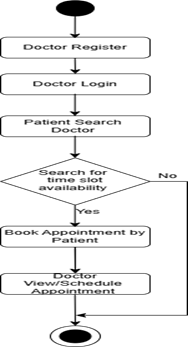 Doctor Register
Doctor Login
Patient Search
Doctor
Search for
time slot
availability
No
Yes
Book Appointment by
Patient
Doctor
View/Schedule
Appointment